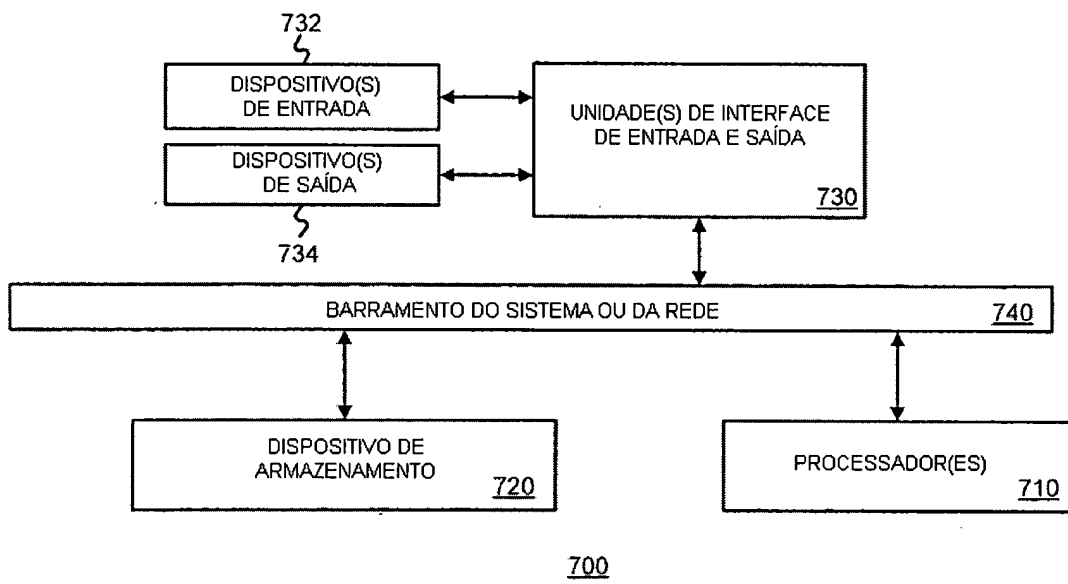 732
DISPOSITIVO(S)
DE ENTRADA
UNIDADE(S) DE INTERFACE
DE ENTRADA E SAÍDA
730
DISPOSITIVO(S)
DE SAÍDA
734
BARRAMENTO DO SISTEMA OU DA REDE
740
DISPOSITIVO DE
ARMAZENAMENTO
720
PROCESSADOR(ES)
710
700